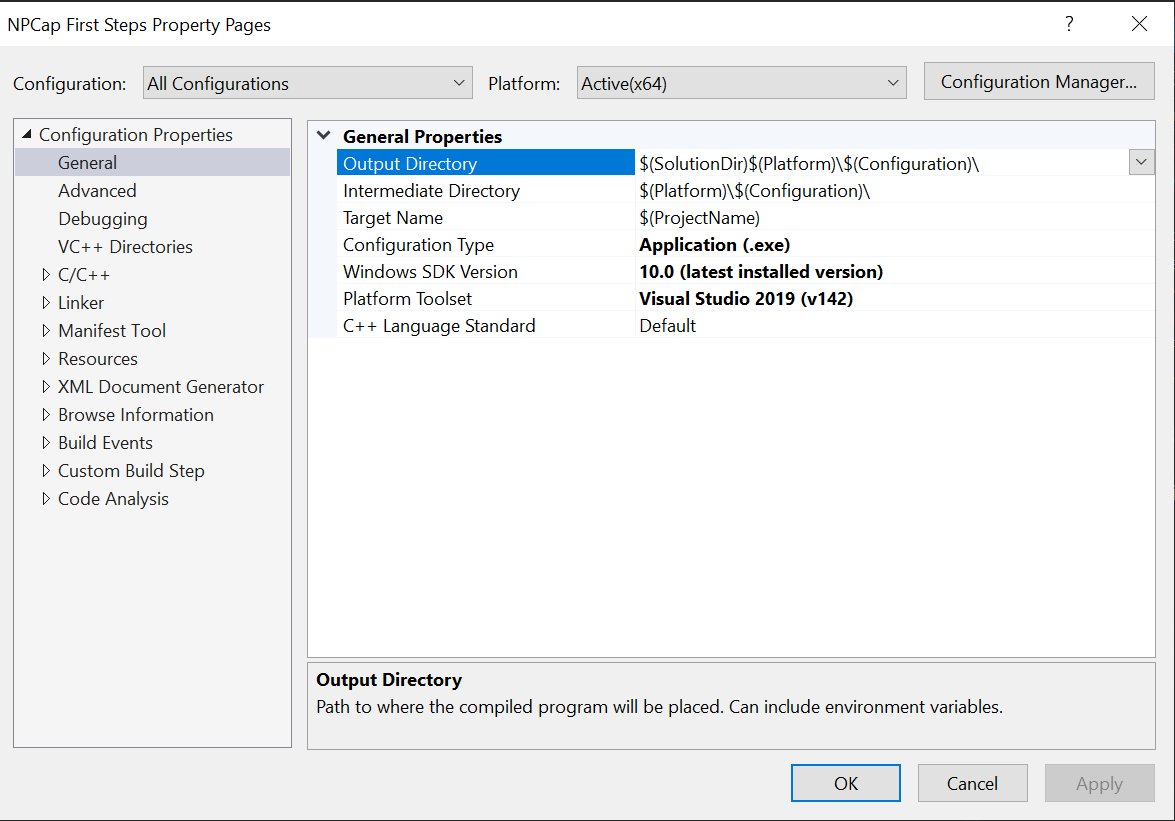 NPCap First Steps Property Pages
?
Configuration: All Configurations Platform: Active(x64) Configuration Manager...
Configuration Properties
General
Advanced
Debugging
VC++ Directories
C/C++
Linker
Manifest Tool
Resources
XML Document Generator
Browse Information
Build Events
Custom Build Step
Code Analysis
General Properties
Output Directory $(SolutionDir)$(Platform)\$(Configuration)\
Intermediate Directory $(Platform)\$(Configuration)\
Target Name $(ProjectName)
Configuration Type Application (.exe)
Windows SDK Version 10.0 (latest installed version)
Platform Toolset Visual Studio 2019 (v142)
C++ Language Standard Default
Output Directory
Path to where the compiled program will be placed. Can include environment variables.
OK Cancel Apply